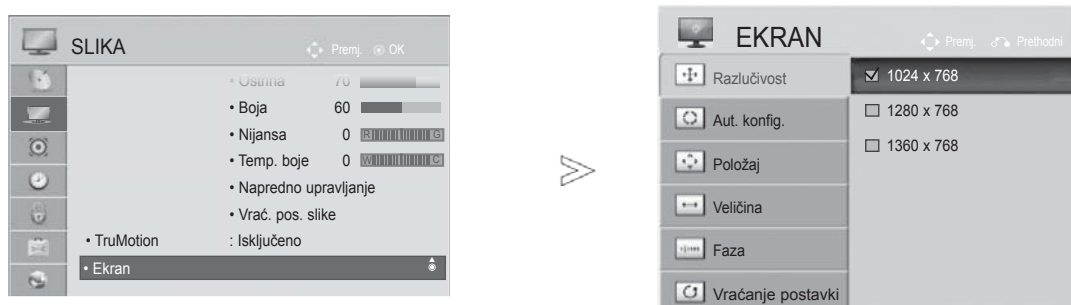 SLIKA
Premj. OK
• Oštrina 70
• Boja 60
• Nijansa 0 R G
• Temp. boje 0 W C
• Napredno upravljanje
• Vrać. pos. slike
• TruMotion : Isključeno
• Ekran
EKRAN
Premj. Prethodni
Razlučivost
Aut. konfig.
Položaj
Veličina
Faza
Vraćanje postavki
1024 x 768
1280 x 768
1360 x 768